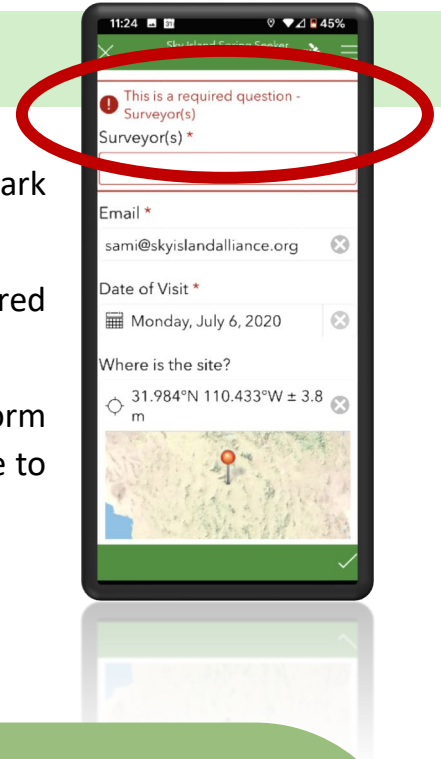 11:24 31 45%
Sky Island Spring Seeker
This is a required question -
Surveyor(s)
Surveyor(s) *
ark
Email *
sami@skyislandalliance.org
red
Date of Visit *
Monday, July 6, 2020
Where is the site?
orm
31.984°N 110.433°W ± 3.8
m
e to